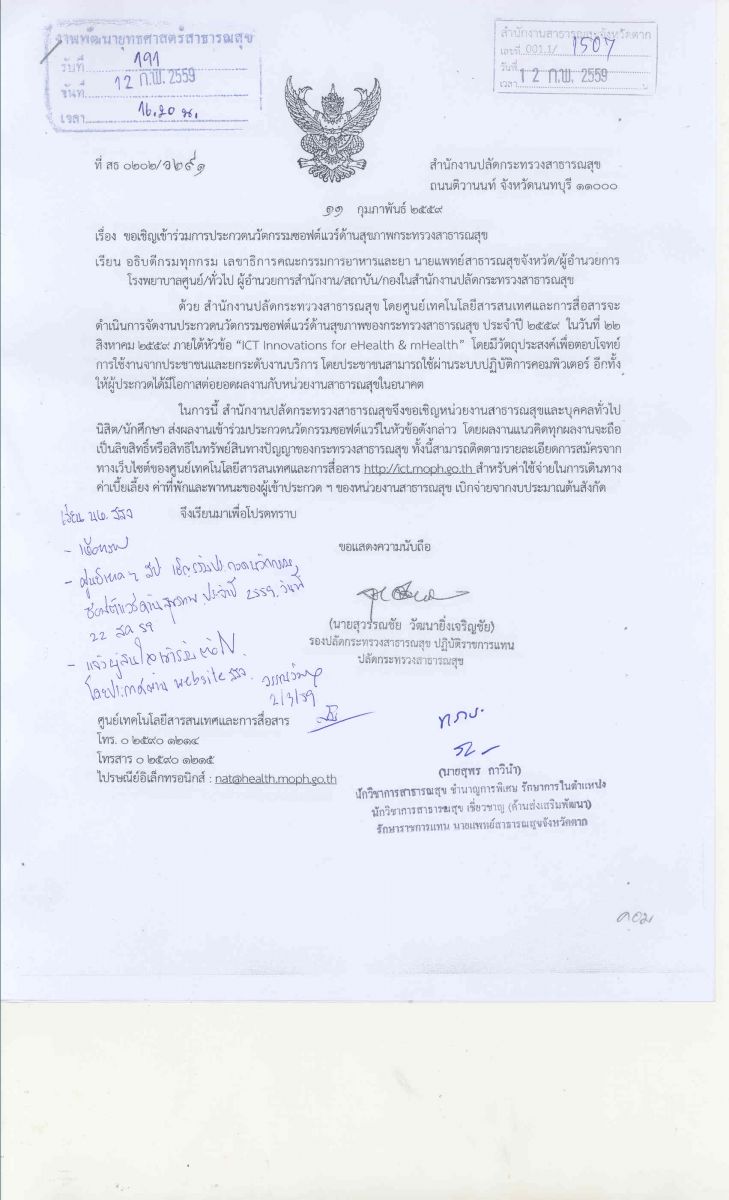 งานพัฒนายุทธศาสตร์สาธารณสุข
รับที่ 191
วันที่ 12 ก.พ. 2559
เวลา 16.20 น.
สำนักงานสาธารณสุขจังหวัดตาก
เลขที่ 001.1/ 1507
วันที่ 12 ก.พ. 2559
เวลา น.
ที่ สธ ๐๒๐๒/ว๒๙๑
สำนักงานปลัดกระทรวงสาธารณสุข
ถนนติวานนท์ จังหวัดนนทบุรี ๑๑๐๐๐
๑๑ กุมภาพันธ์ ๒๕๕๙
เรื่อง ขอเชิญเข้าร่วมการประกวดนวัตกรรมซอฟต์แวร์ด้านสุขภาพกระทรวงสาธารณสุข
เรียน อธิบดีกรมทุกกรม เลขาธิการคณะกรรมการอาหารและยา นายแพทย์สาธารณสุขจังหวัด/ผู้อำนวยการ
โรงพยาบาลศูนย์/ทั่วไป ผู้อำนวยการสำนักงาน/สถาบัน/กองในสำนักงานปลัดกระทรวงสาธารณสุข
ด้วย สำนักงานปลัดกระทรวงสาธารณสุข โดยศูนย์เทคโนโลยีสารสนเทศและการสื่อสารจะ
ดำเนินการจัดงานประกวดนวัตกรรมซอฟต์แวร์ด้านสุขภาพของกระทรวงสาธารณสุข ประจำปี ๒๕๕๙ ในวันที่ ๒๒
สิงหาคม ๒๕๕๙ ภายใต้หัวข้อ “ICT Innovations for eHealth & mHealth” โดยมีวัตถุประสงค์เพื่อตอบโจทย์
การใช้งานจากประชาชนและยกระดับงานบริการ โดยประชาชนสามารถใช้ผ่านระบบปฏิบัติการคอมพิวเตอร์ อีกทั้ง
ให้ผู้ประกวดได้มีโอกาสต่อยอดผลงานกับหน่วยงานสาธารณสุขในอนาคต
ในการนี้ สำนักงานปลัดกระทรวงสาธารณสุขจึงขอเชิญหน่วยงานสาธารณสุขและบุคคลทั่วไป
นิสิต/นักศึกษา ส่งผลงานเข้าร่วมประกวดนวัตกรรมซอฟต์แวร์ในหัวข้อดังกล่าว โดยผลงานแนวคิดทุกผลงานจะถือ
เป็นลิขสิทธิ์หรือสิทธิในทรัพย์สินทางปัญญาของกระทรวงสาธารณสุข ทั้งนี้สามารถติดตามรายละเอียดการสมัครจาก
ทางเว็บไซต์ของศูนย์เทคโนโลยีสารสนเทศและการสื่อสาร http://ict.moph.go.th สำหรับค่าใช้จ่ายในการเดินทาง
ค่าเบี้ยเลี้ยง ค่าที่พักและพาหนะของผู้เข้าประกวด ฯ ของหน่วยงานสาธารณสุข เบิกจ่ายจากงบประมาณต้นสังกัด
เรียน นพ. สสจ
จึงเรียนมาเพื่อโปรดทราบ
ขอแสดงความนับถือ
- เพื่อทราบ
ประกวดนวัตกรรม
ซอฟต์แวร์ด้านสุขภาพ ประจำปี 2559 วันที่
22 สค 59
(นายสุวรรณชัย วัฒนายิ่งเจริญชัย)
รองปลัดกระทรวงสาธารณสุข ปฏิบัติราชการแทน
ปลัดกระทรวงสาธารณสุข
โดยประกาศผ่าน website สสจ.
2/3/59
ศูนย์เทคโนโลยีสารสนเทศและการสื่อสาร
โทร. ๐ ๒๕๙๐ ๑๒๑๔
โทรสาร ๐ ๒๕๙๐ ๑๒๑๕
ไปรษณีย์อิเล็กทรอนิกส์ : nat@health.moph.go.th
ทราบ
(นายสุพร กาวินำ)
นักวิชาการสาธารณสุข ชำนาญการพิเศษ รักษาการในตำแหน่ง
นักวิชาการสาธารณสุข เชี่ยวชาญ (ด้านส่งเสริมพัฒนา)
รักษาราชการแทน นายแพทย์สาธารณสุขจังหวัดตาก
คอม